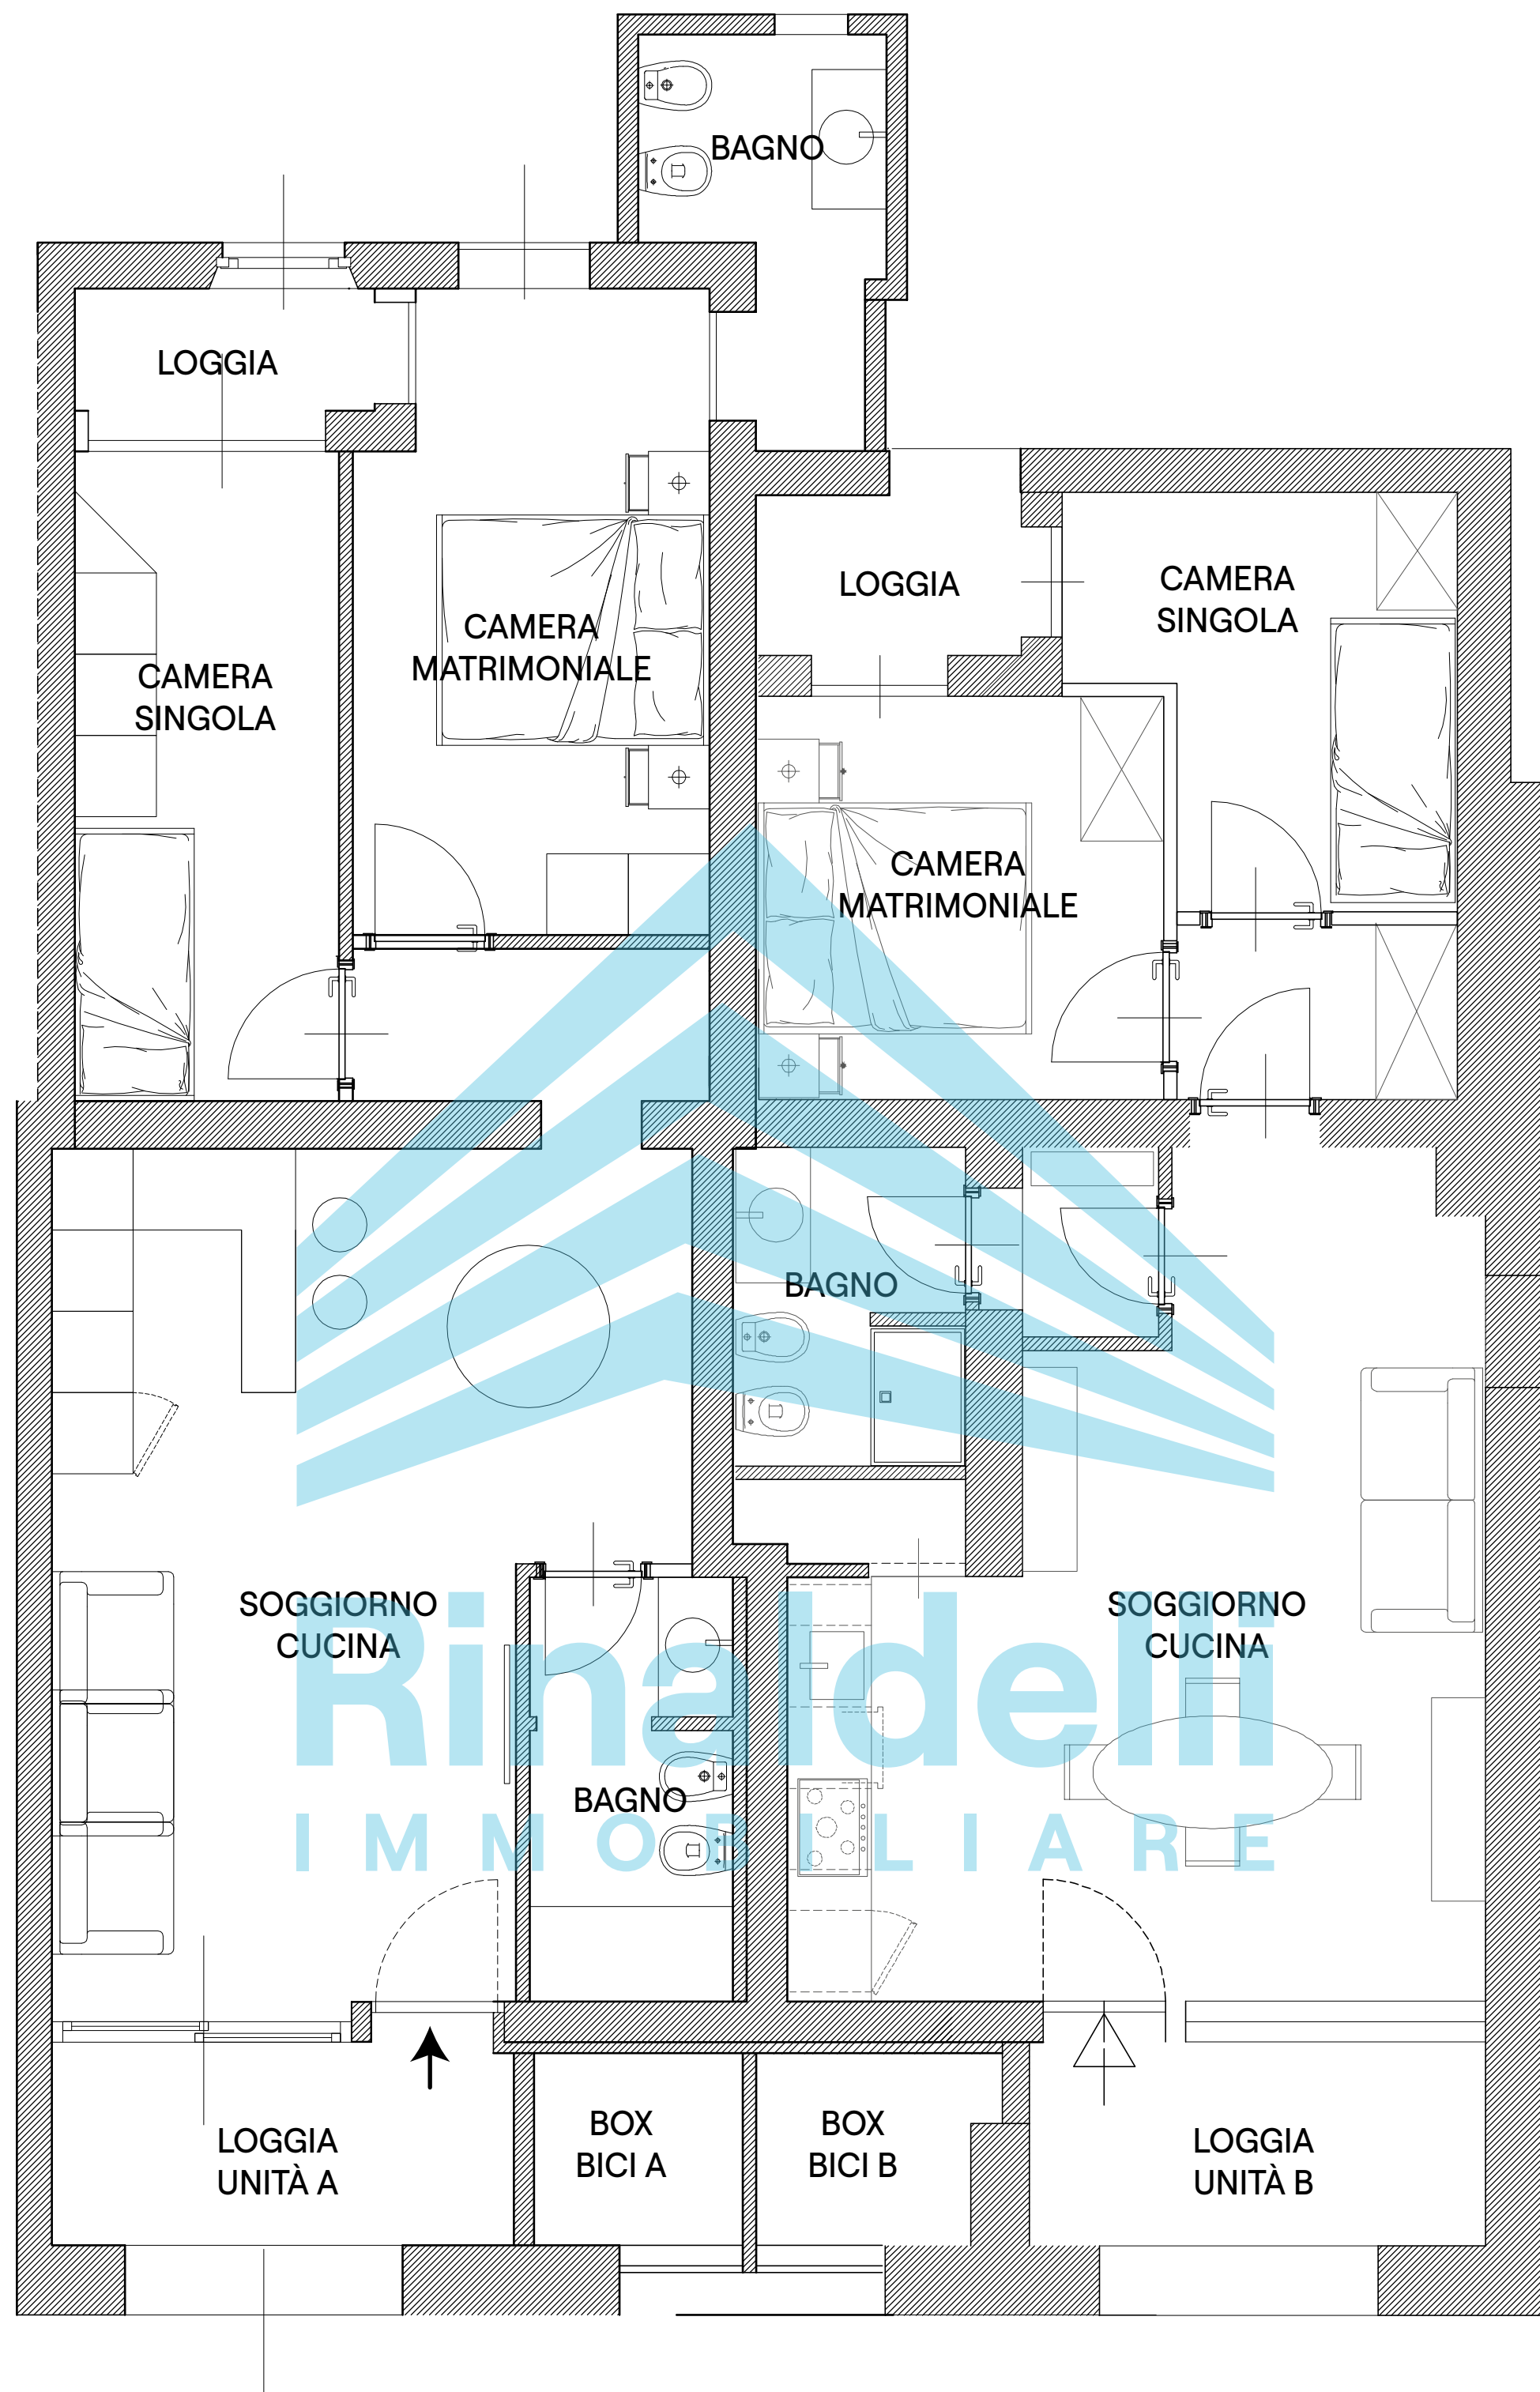 BAGNO
LOGGIA
CAMERA
SINGOLA
CAMERA
MATRIMONIALE
LOGGIA
CAMERA
SINGOLA
CAMERA
MATRIMONIALE
BAGNO
SOGGIORNO
CUCINA
SOGGIORNO
CUCINA
Rinaldelli
IMMOBILIARE
BAGNO
LOGGIA
UNITÀ A
BOX
BICI A
BOX
BICI B
LOGGIA
UNITÀ B